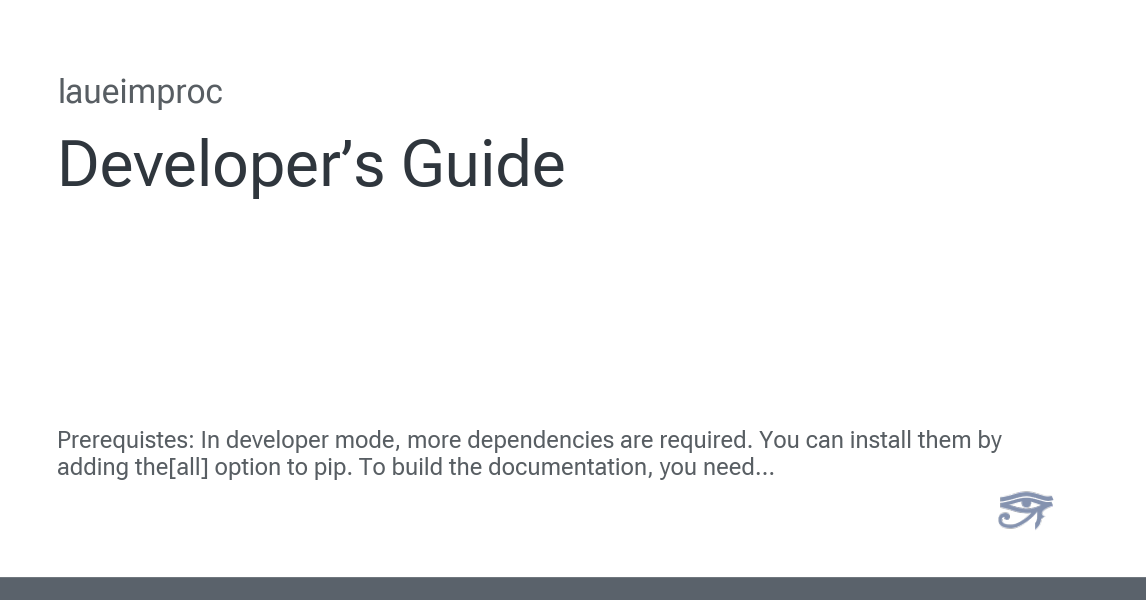 laueimproc
Developer’s Guide
Prerequistes: In developer mode, more dependencies are required. You can install them by
adding the[all] option to pip. To build the documentation, you need...